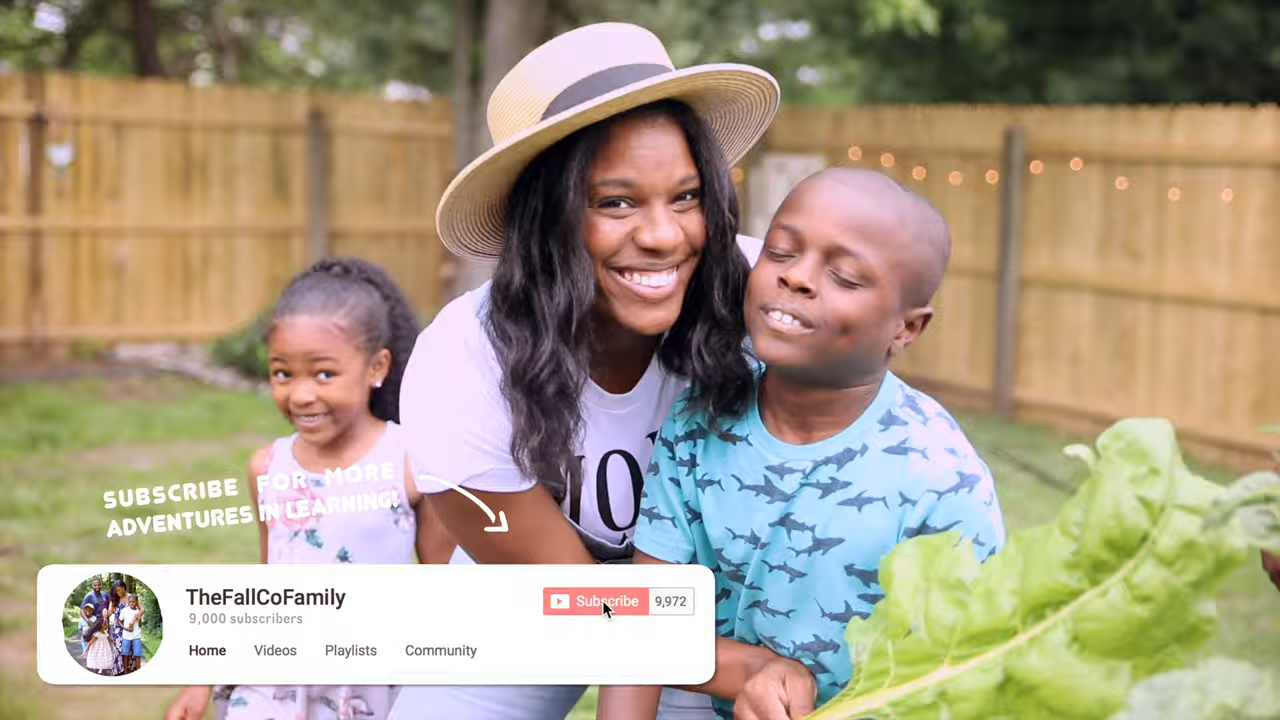 SUBSCRIBE FOR MORE
ADVENTURES IN LEARNING!
TheFallCoFamily
9,000 subscribers
Subscribe 9,972
Home Videos Playlists Community